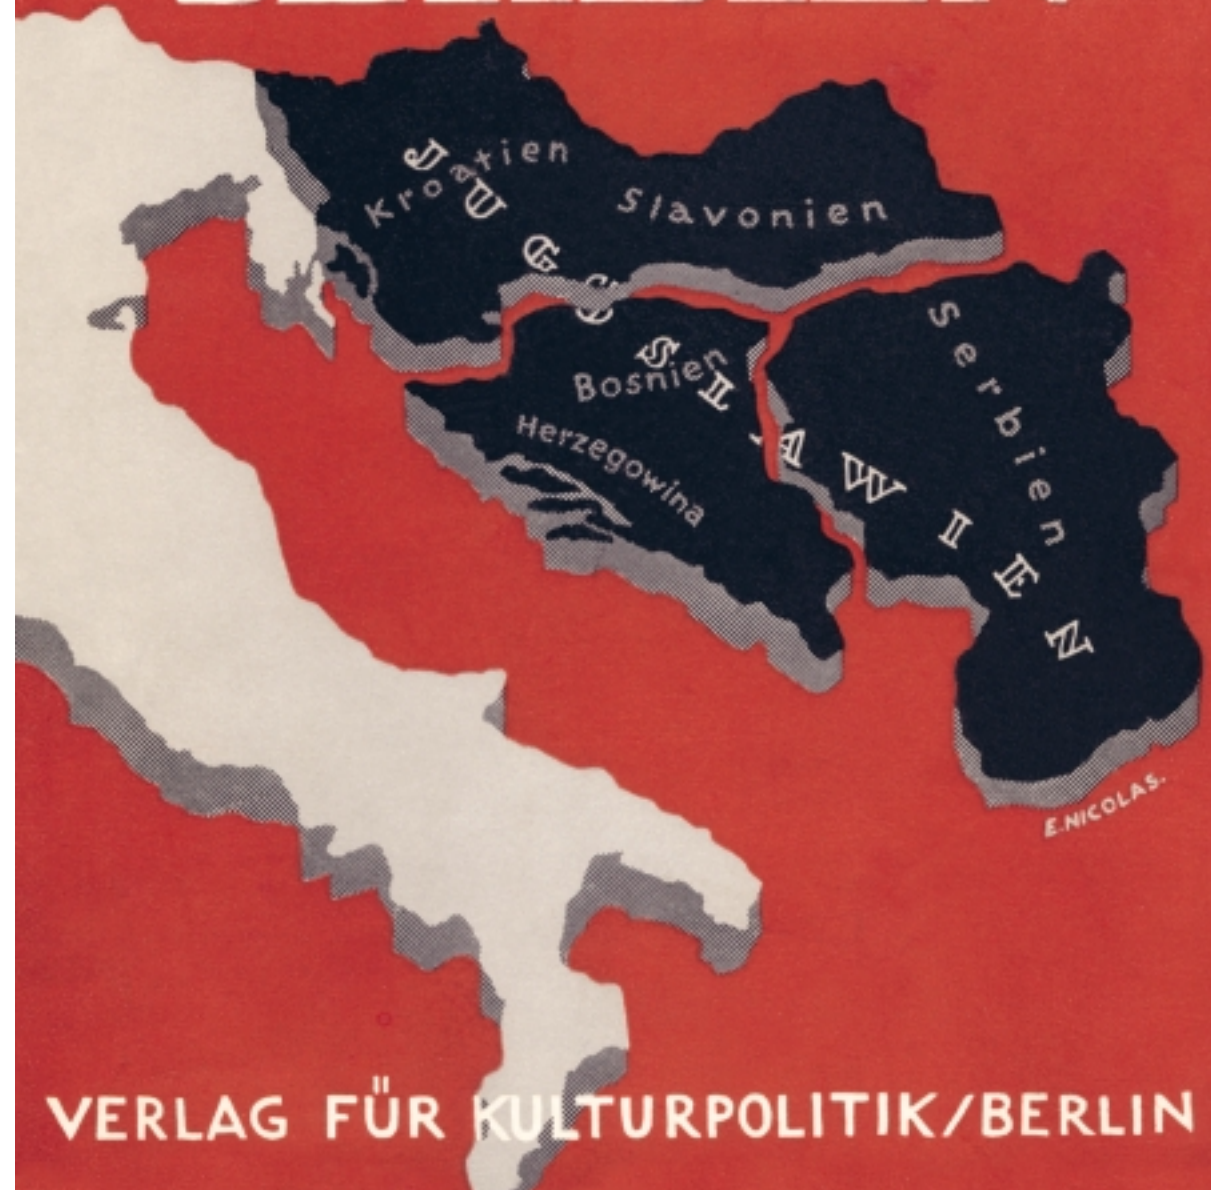 JUGOSLAWIEN
Kroatien
Slavonien
Bosnien
Herzegowina
Serbien
E. NICOLAS.
VERLAG FÜR KULTURPOLITIK/BERLIN